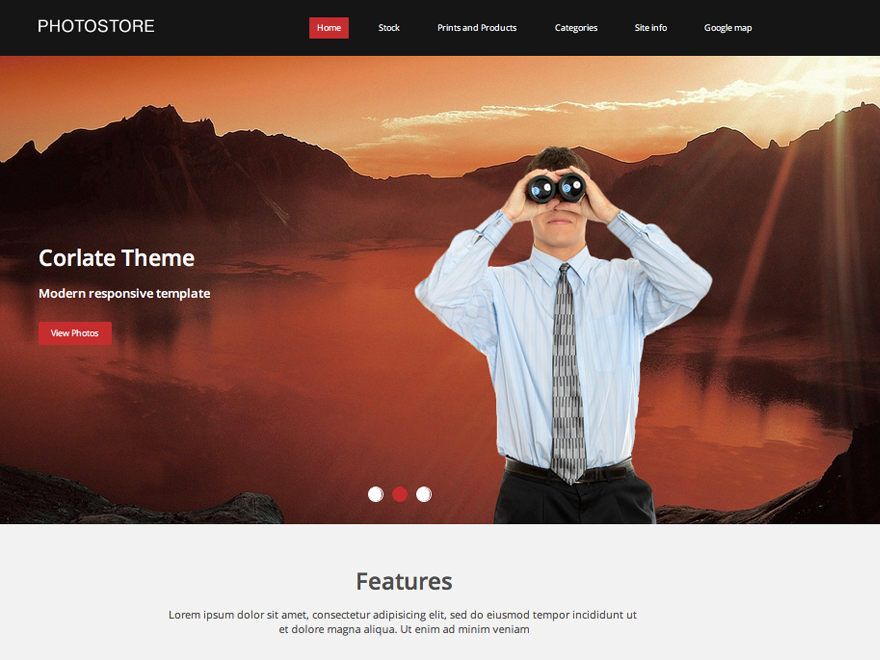 PHOTOSTORE
Home Stock Prints and Products Categories Site info Google map
Corlate Theme
Modern responsive template
View Photos
Features
Lorem ipsum dolor sit amet, consectetur adipisicing elit, sed do eiusmod tempor incididunt ut
et dolore magna aliqua. Ut enim ad minim veniam